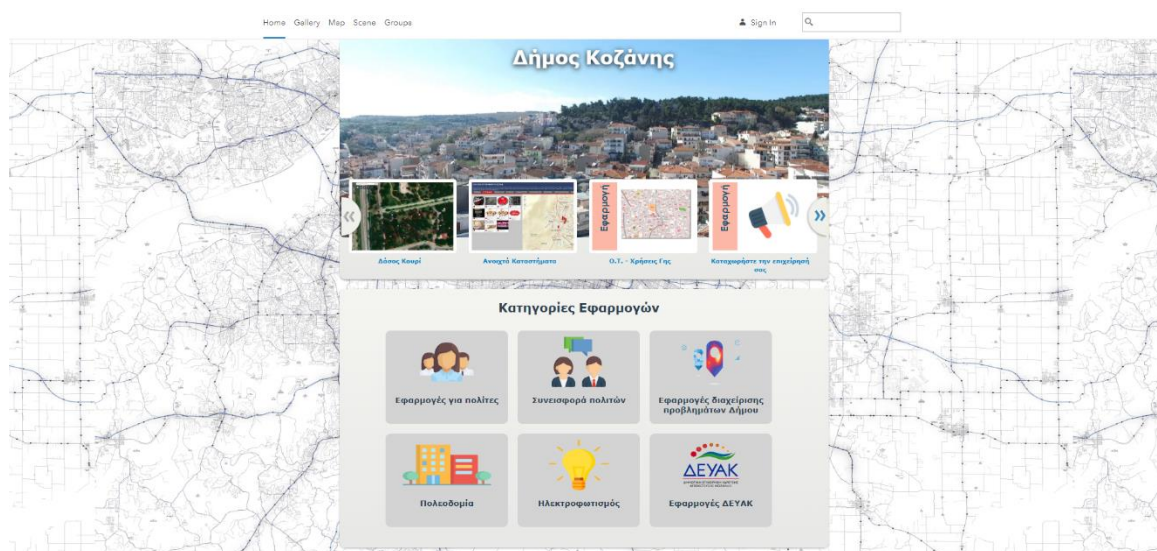 Home Gallery Map Scene Groups
Sign In
Δήμος Κοζάνης
Εφαρμογή
Εφαρμογή
Δάσος Κουρί
Ανοιχτά Καταστήματα
Ο.Τ. - Χρήσεις Γης
Καταχωρήστε την επιχείρησή
σας
Κατηγορίες Εφαρμογών
Εφαρμογές για πολίτες
Συνεισφορά πολιτών
Εφαρμογές διαχείρισης
προβλημάτων Δήμου
ΔΕΥΑΚ
Πολεοδομία
Ηλεκτροφωτισμός
Εφαρμογές ΔΕΥΑΚ